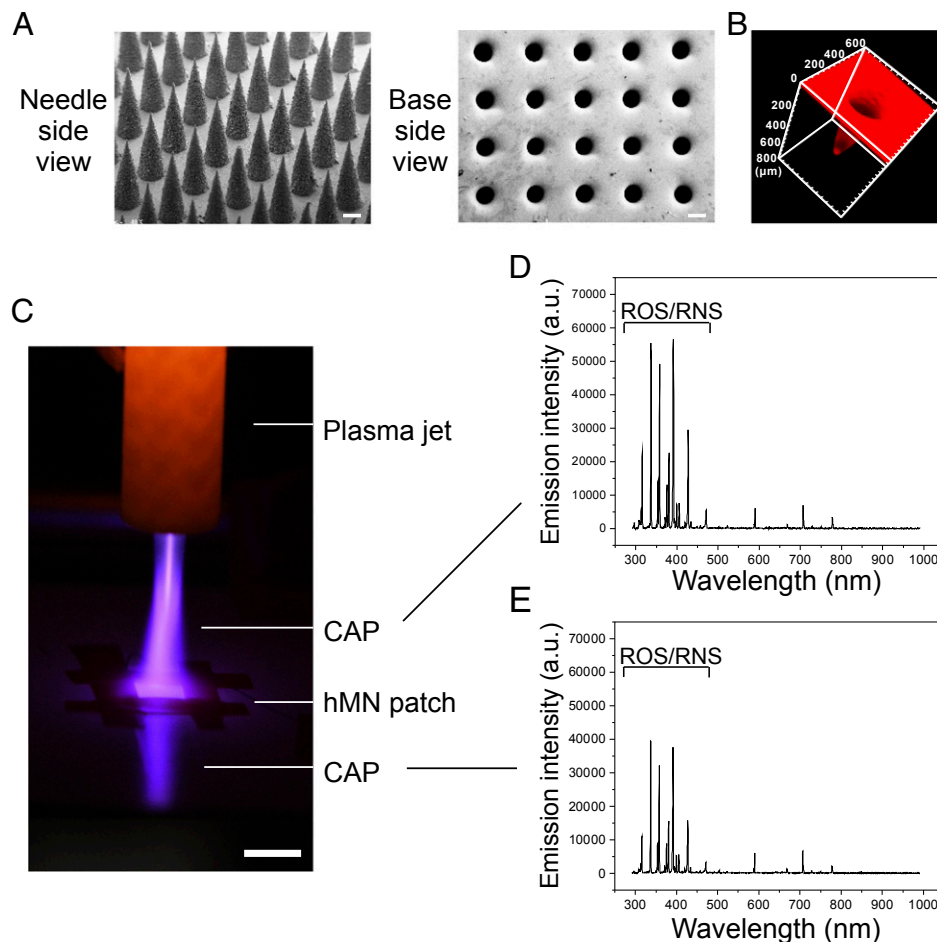 A
Needle
side
view
Base
side
view
B
0
200
400
600
200
400
600
800
(µm)
C
Plasma jet
CAP
hMN patch
CAP
D
Emission intensity (a.u.)
70000
60000
50000
40000
30000
20000
10000
0
ROS/RNS
300 400 500 600 700 800 900 1000
Wavelength (nm)
E
Emission intensity (a.u.)
70000
60000
50000
40000
30000
20000
10000
0
ROS/RNS
300 400 500 600 700 800 900 1000
Wavelength (nm)